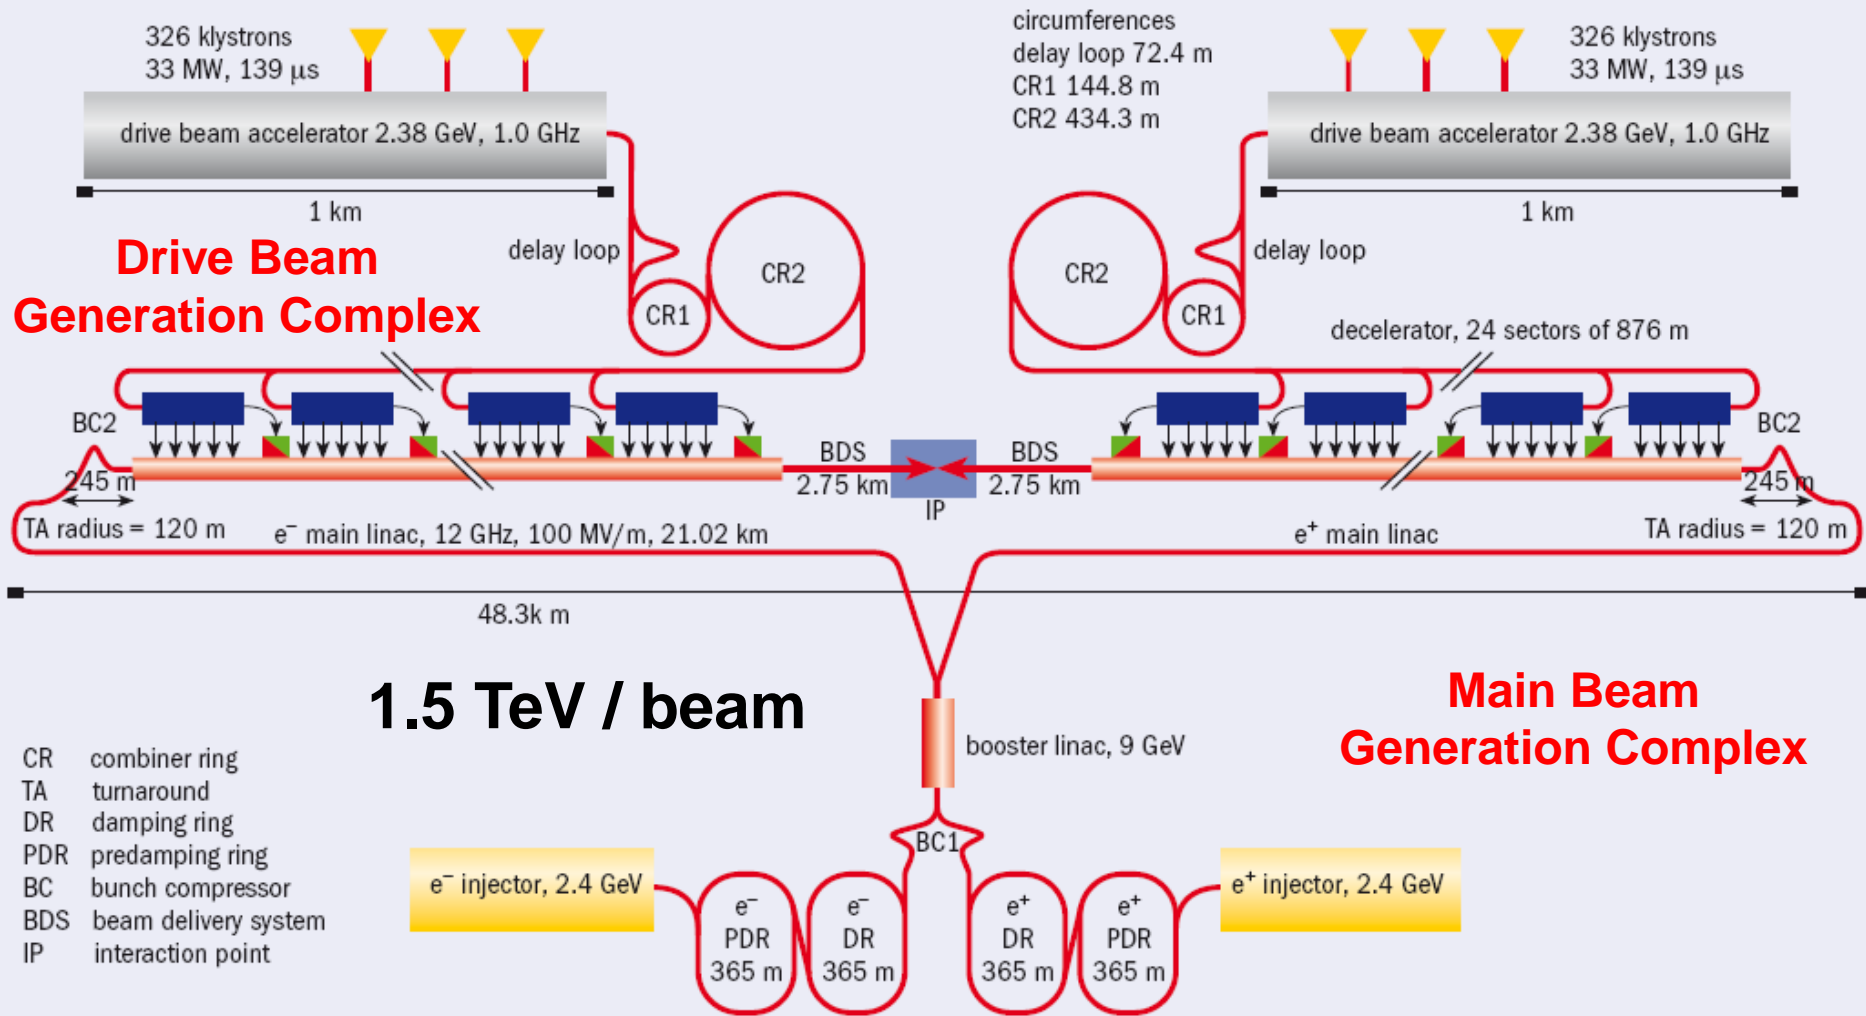 326 klystrons
33 MW, 139 μs
circumferences
delay loop 72.4 m
CR1 144.8 m
CR2 434.3 m
326 klystrons
33 MW, 139 μs
drive beam accelerator 2.38 GeV, 1.0 GHz
drive beam accelerator 2.38 GeV, 1.0 GHz
1 km
1 km
Drive Beam
Generation Complex
delay loop
CR1
CR2
CR2
CR1
delay loop
decelerator, 24 sectors of 876 m
BC2
BC2
245 m
BDS
2.75 km
IP
BDS
2.75 km
245 m
TA radius = 120 m
e⁻ main linac, 12 GHz, 100 MV/m, 21.02 km
e⁺ main linac
TA radius = 120 m
48.3k m
1.5 TeV / beam
Main Beam
Generation Complex
booster linac, 9 GeV
CR combiner ring
TA turnaround
DR damping ring
PDR predamping ring
BC bunch compressor
BDS beam delivery system
IP interaction point
BC1
e⁻ injector, 2.4 GeV
e⁻
PDR
365 m
e⁻
DR
365 m
e⁺
DR
365 m
e⁺
PDR
365 m
e⁺ injector, 2.4 GeV